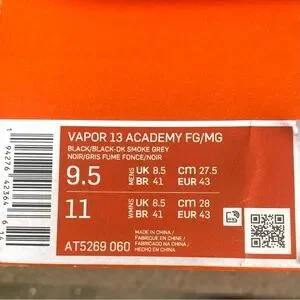 VAPOR 13 ACADEMY FG/MG
BLACK/BLACK-DK SMOKE GREY
NOIR/GRIS FUME FONCE/NOIR
9.5 MENS UK 8.5 cm 27.5
BR 41 EUR 43
11 WMNS UK 8.5 cm 28
BR 41 EUR 43
AT5269 060
MADE IN CHINA /
FABRIQUE EN CHINE /
FABRICADO NA CHINA /
HECHO EN CHINA